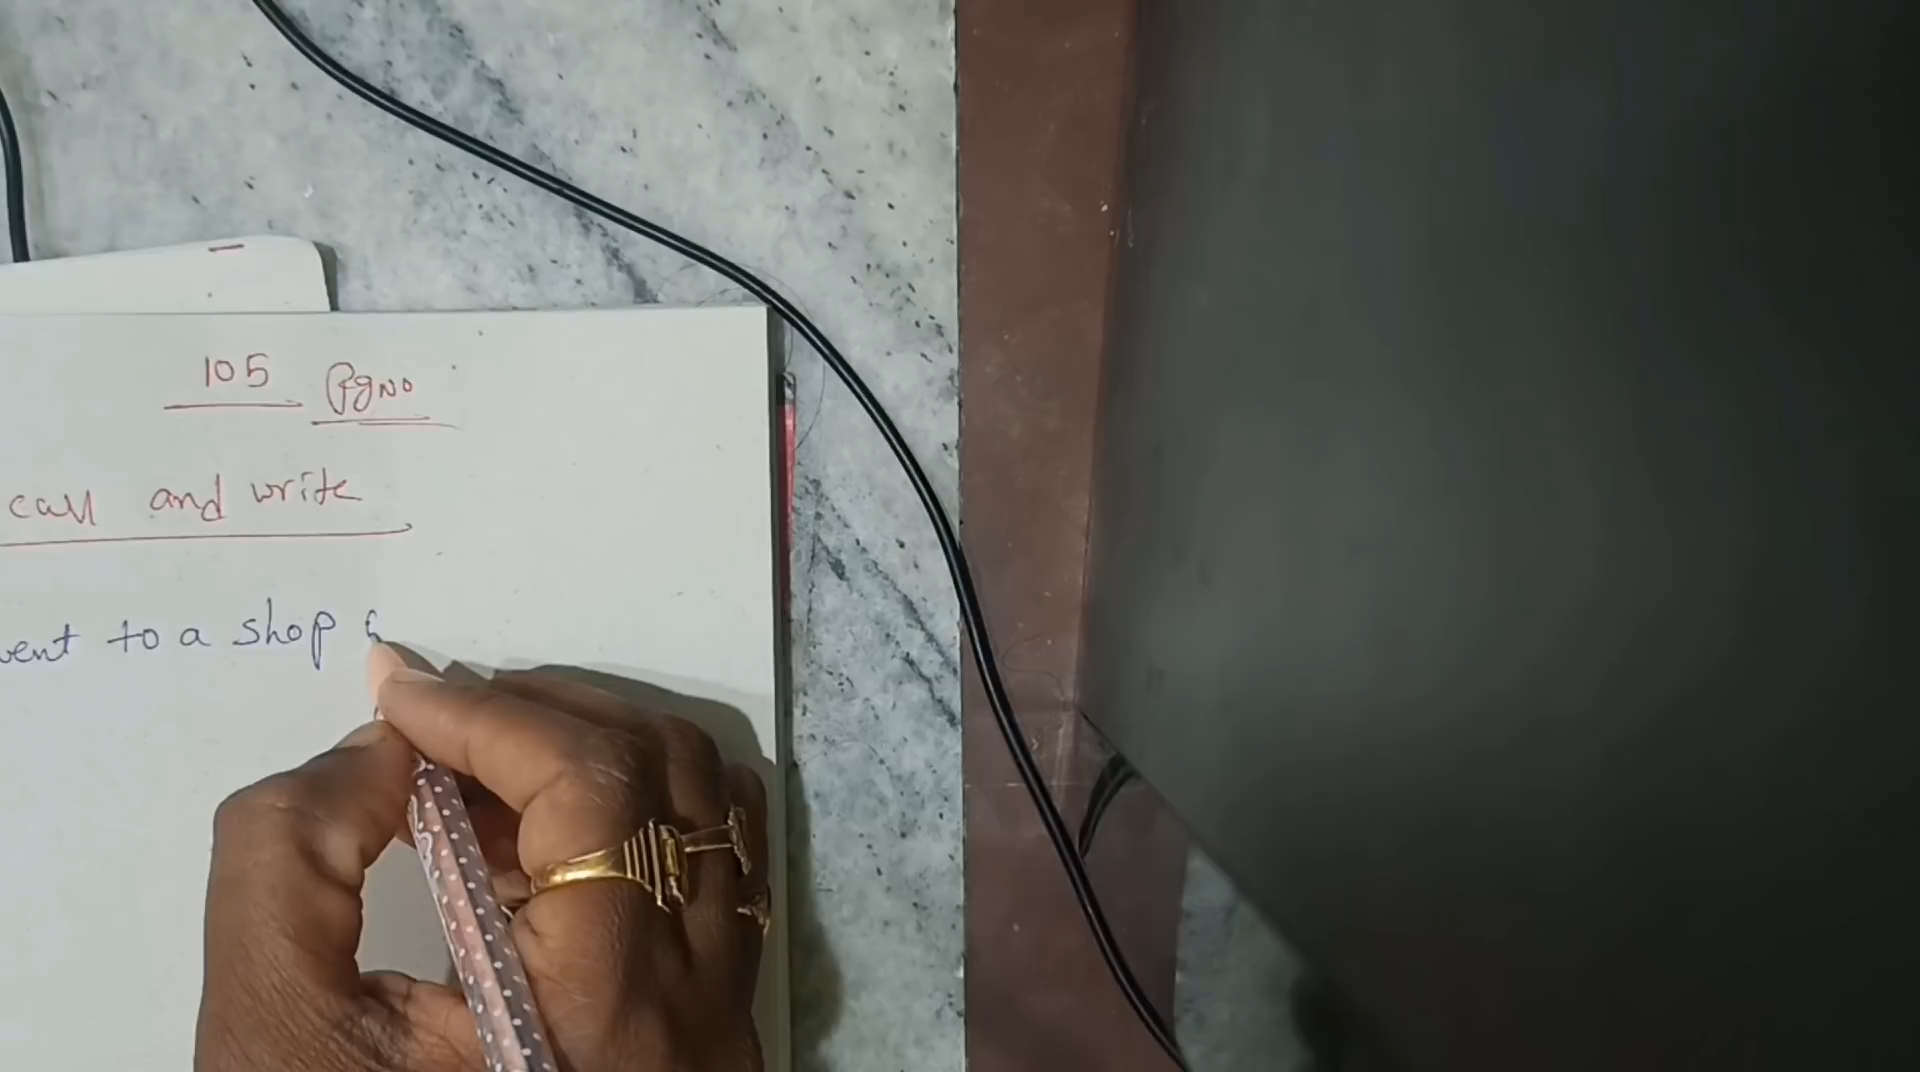 105 PgNo
call and write
went to a shop